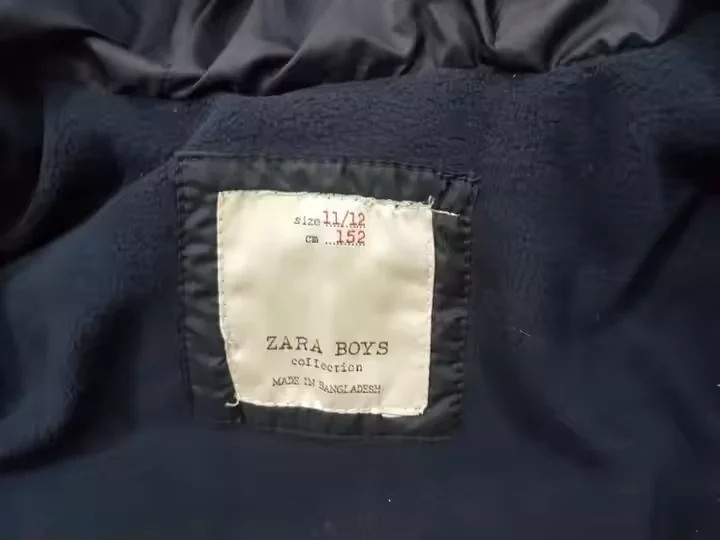 size 11/12
cm 152
ZARA BOYS
collection
MADE IN BANGLADESH